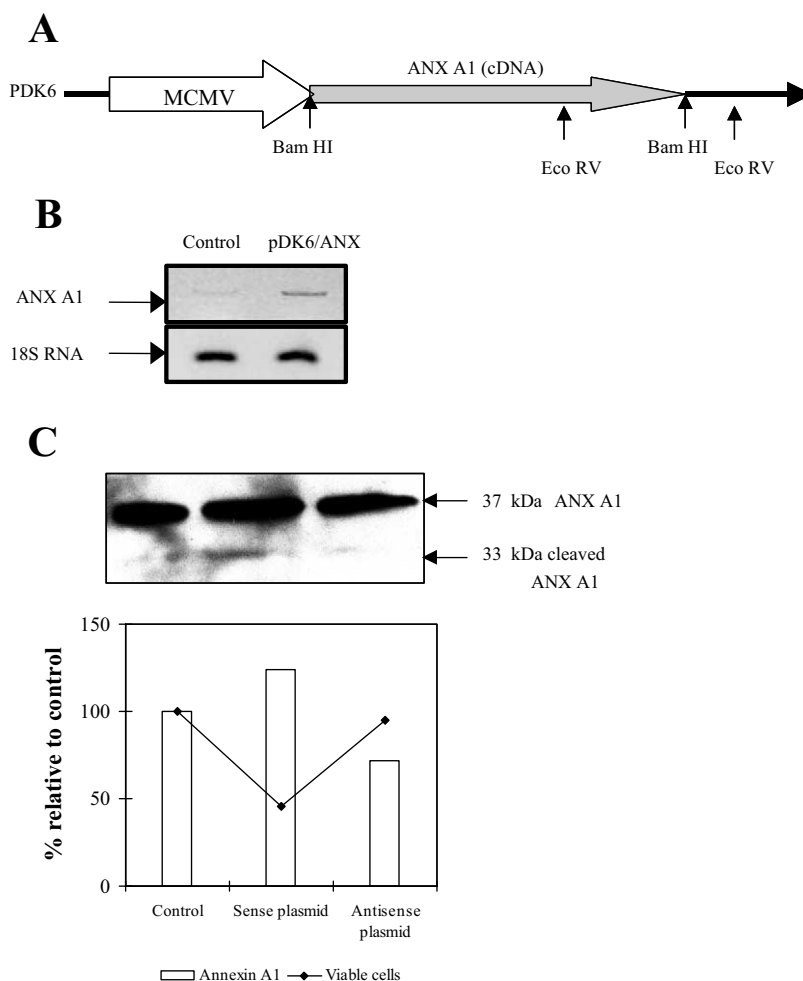 A
ANX A1 (cDNA)
PDK6
MCMV
Bam HI
Bam HI
Eco RV
Eco RV
B
Control pDK6/ANX
ANX A1
18S RNA
C
37 kDa ANX A1
33 kDa cleaved
ANX A1
% relative to control
150
100
50
0
Control Sense plasmid Antisense
plasmid
Annexin A1 Viable cells